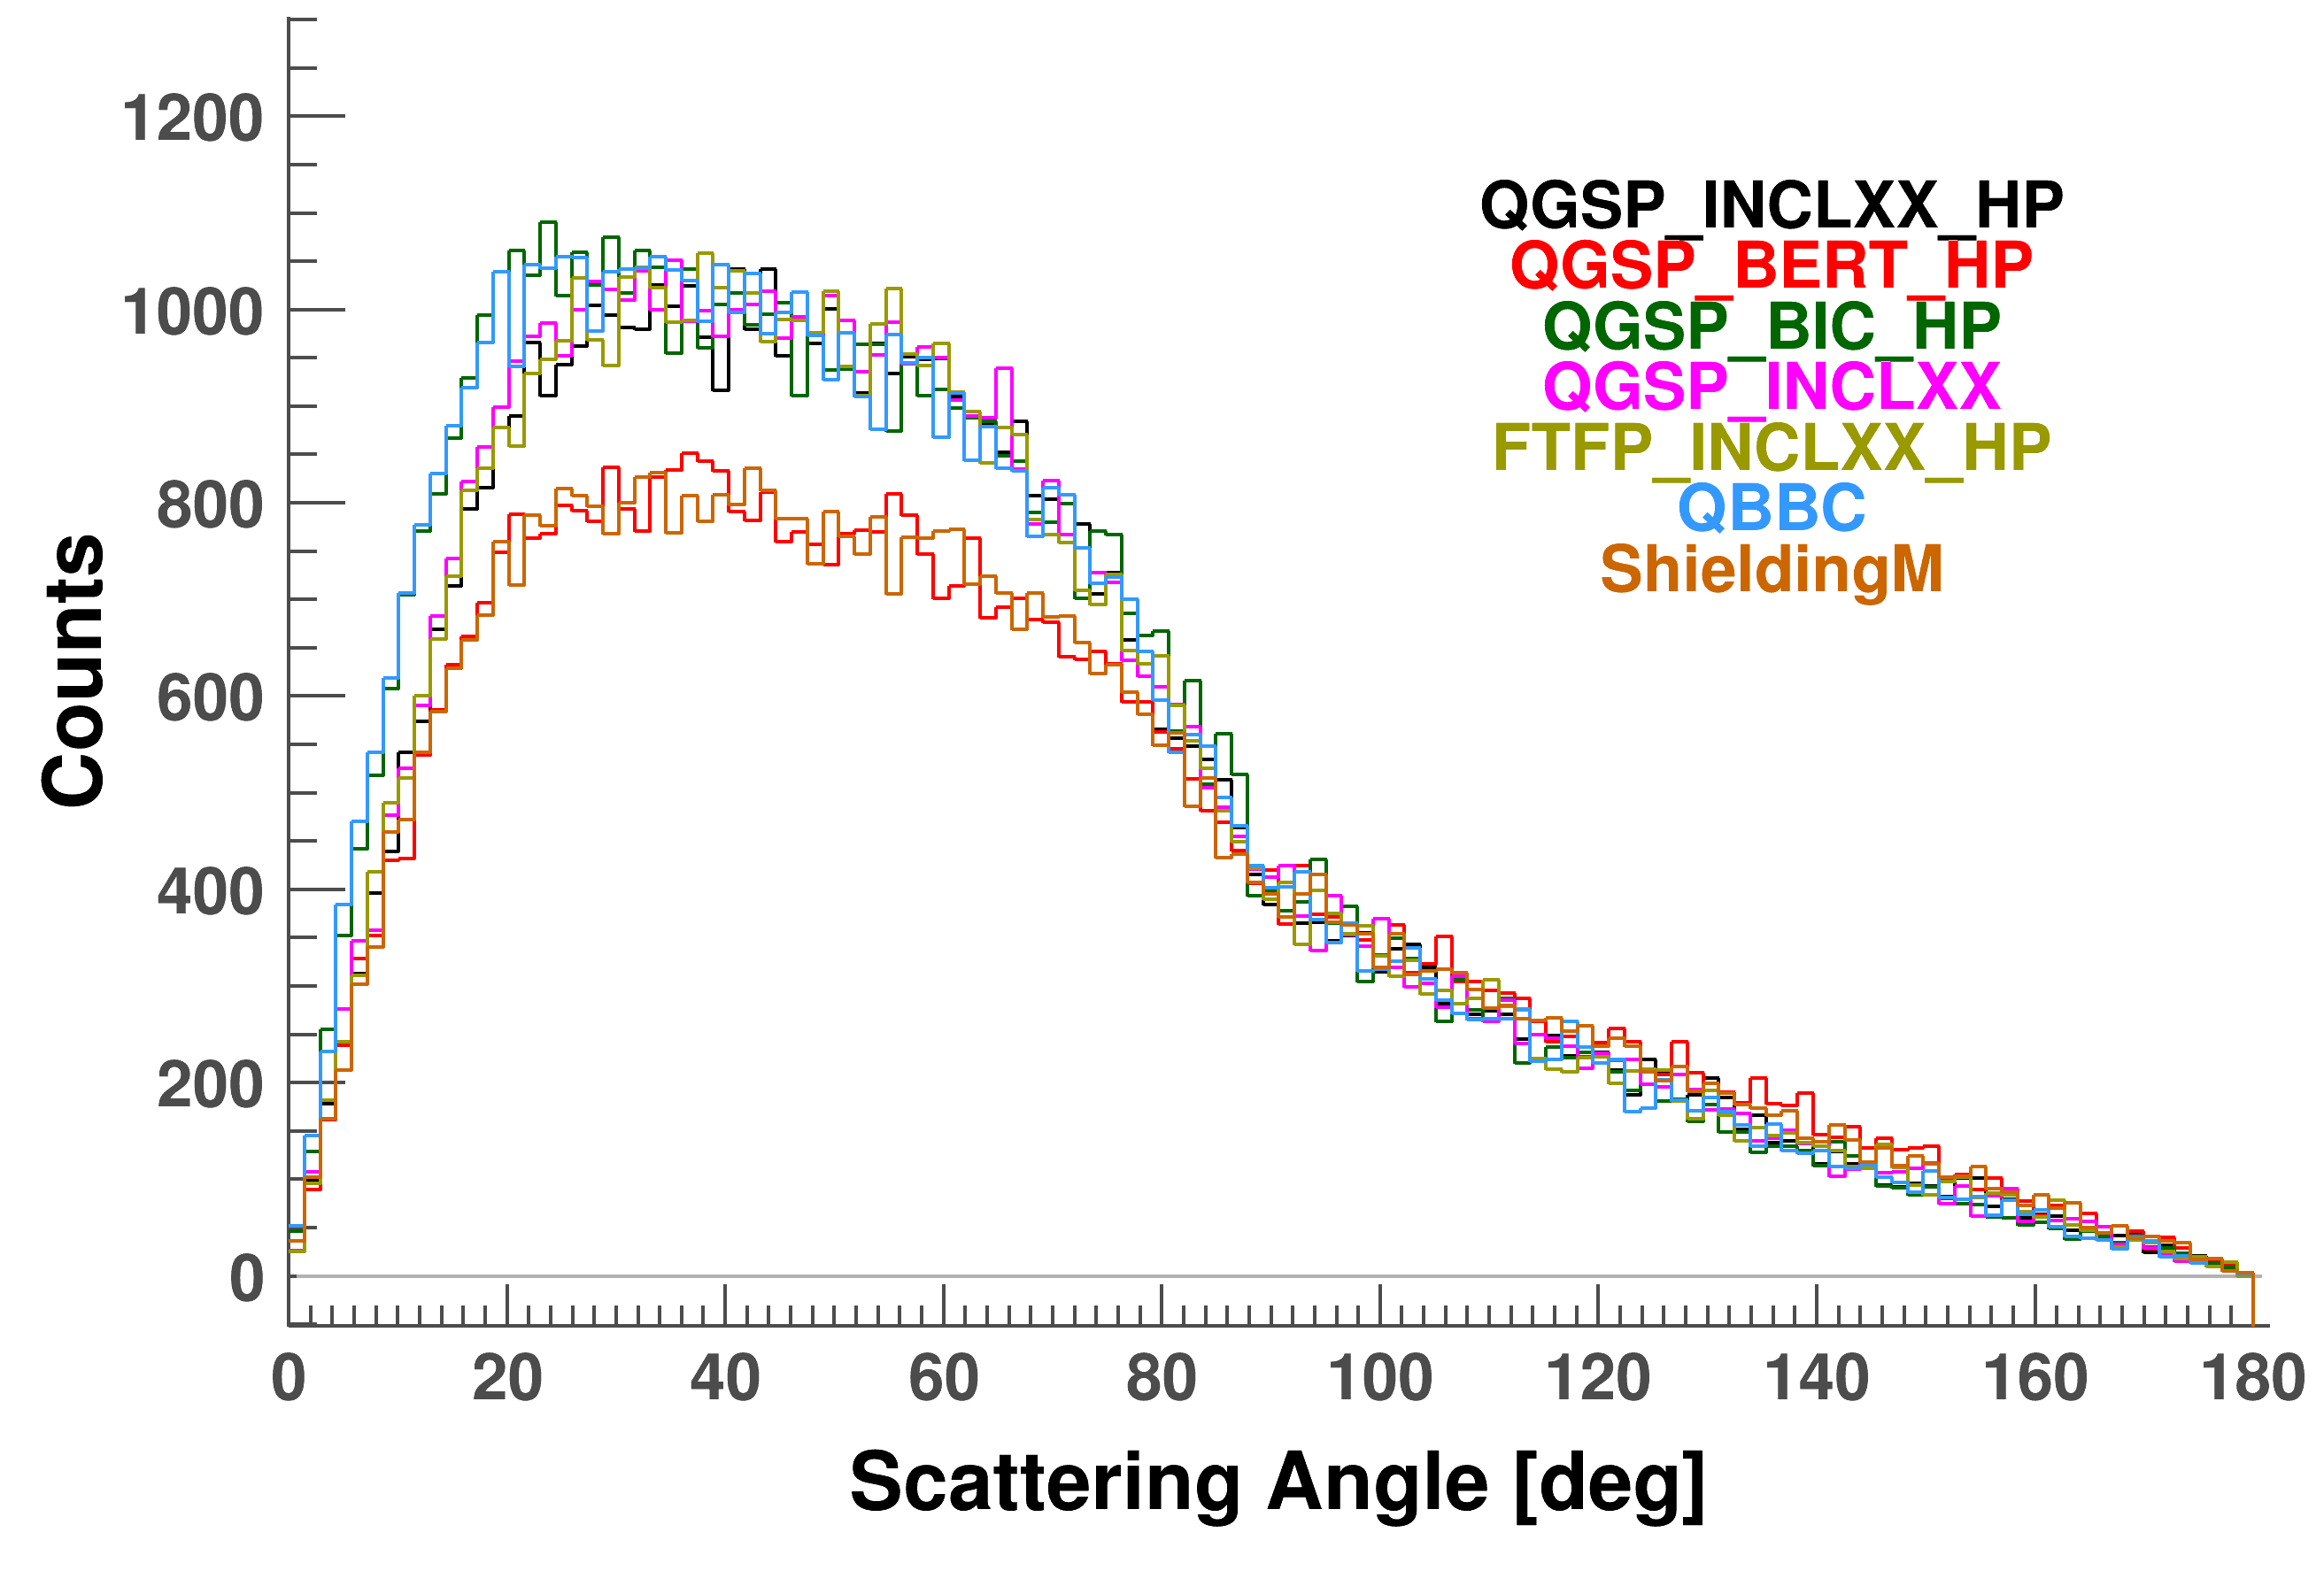 1200
1000
800
600
400
200
0
Counts
QGSP_INCLXX_HP
QGSP_BERT_HP
QGSP_BIC_HP
QGSP_INCLXX
FTFP_INCLXX_HP
QBBC
ShieldingM
0 20 40 60 80 100 120 140 160 180
Scattering Angle [deg]